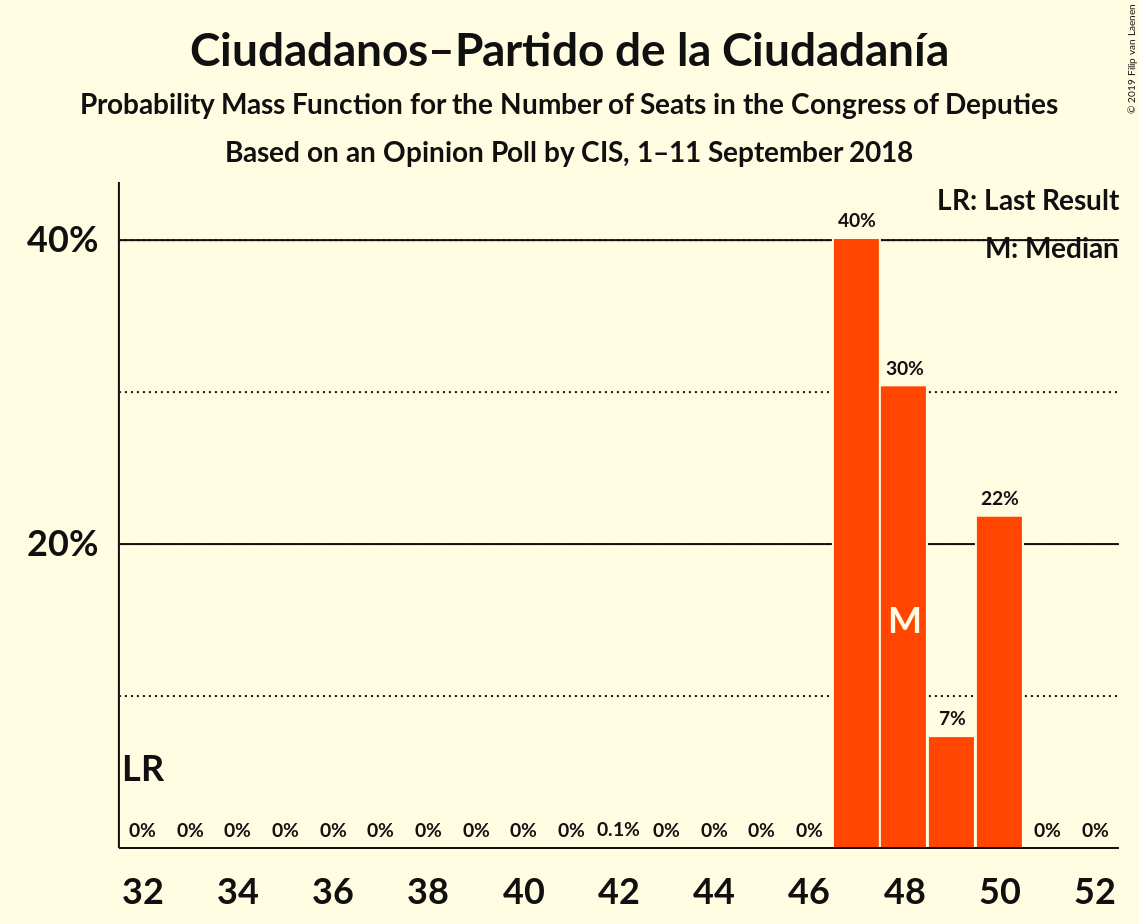 Ciudadanos–Partido de la Ciudadanía
Probability Mass Function for the Number of Seats in the Congress of Deputies
Based on an Opinion Poll by CIS, 1–11 September 2018
© 2019 Filip van Laenen
LR: Last Result
M: Median
40%
20%
40%
30%
22%
7%
M
LR
0% 0% 0% 0% 0% 0% 0% 0% 0% 0% 0.1% 0% 0% 0% 0% 0% 0%
32 34 36 38 40 42 44 46 48 50 52